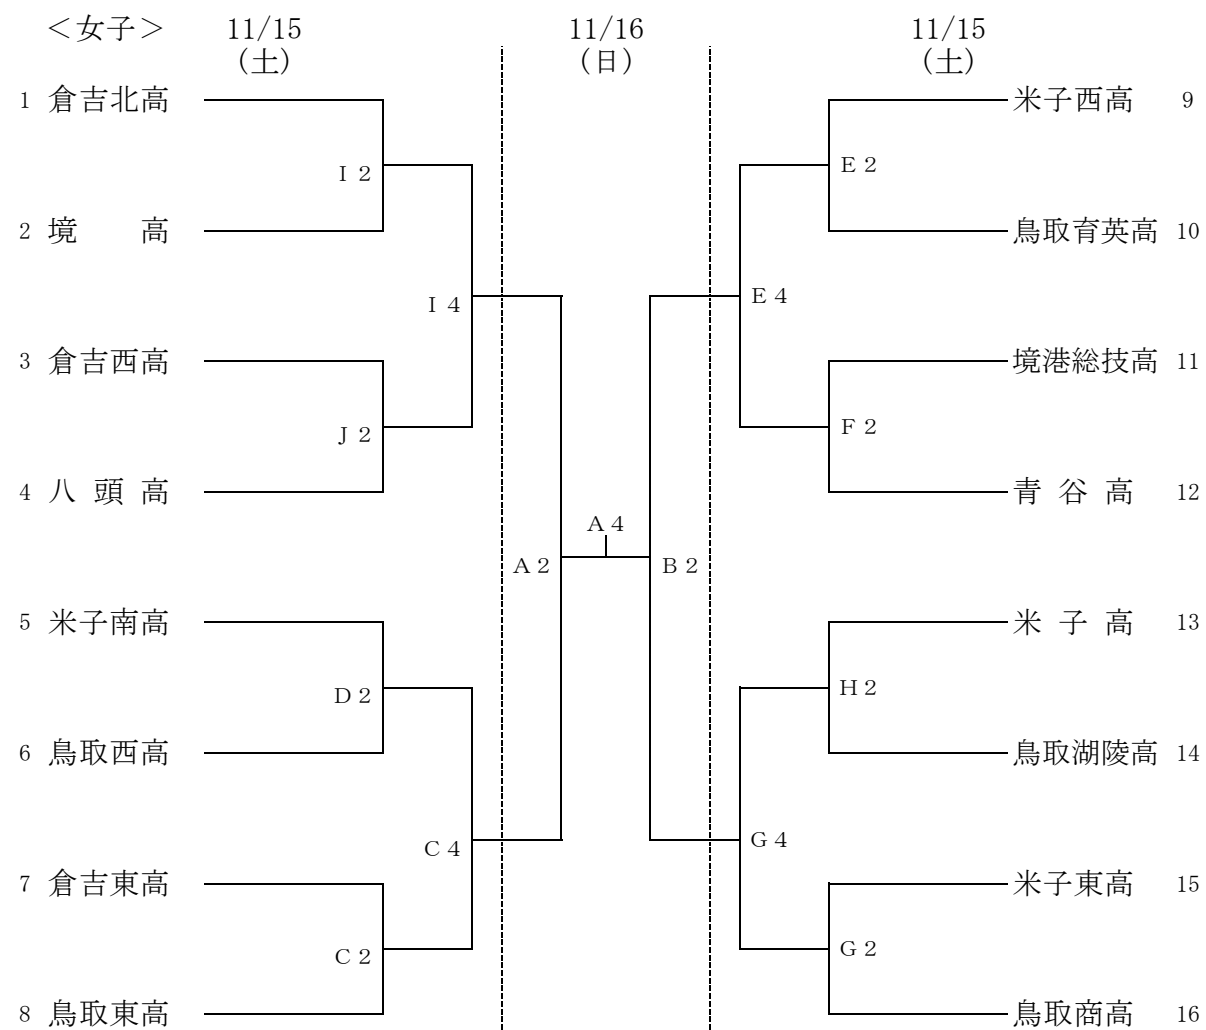 ＜女子＞ 11/15 11/16 11/15
(土) (日) (土)
1 倉吉北高 米子西高 9
I 2 E 2
2 境 高 鳥取育英高 10
I 4 E 4
3 倉吉西高 境港総技高 11
J 2 F 2
4 八 頭 高 青 谷 高 12
A 4
A 2 B 2
5 米子南高 米 子 高 13
D 2 H 2
6 鳥取西高 鳥取湖陵高 14
C 4 G 4
7 倉吉東高 米子東高 15
C 2 G 2
8 鳥取東高 鳥取商高 16